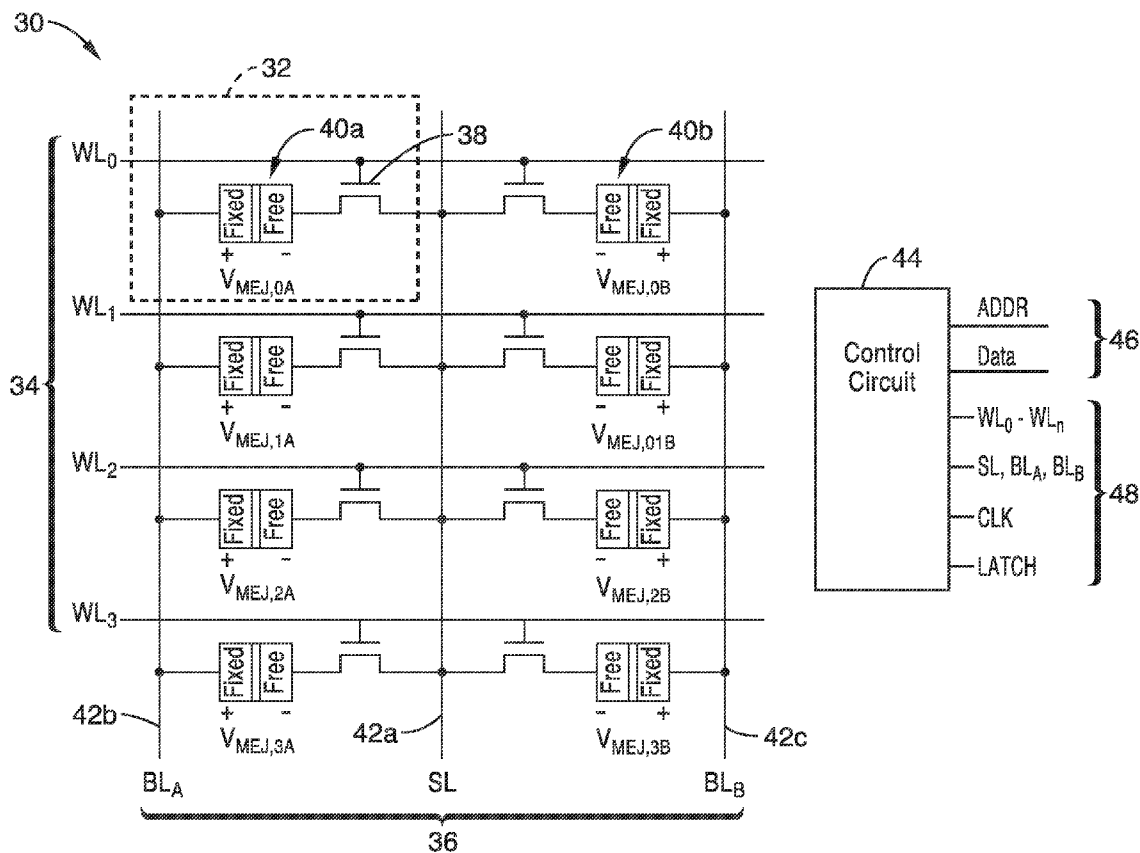 30
32
40a
38
40b
WL0
Fixed Free
Free Fixed
+ -
- +
VMEJ,0A
VMEJ,0B
WL1
Fixed Free
Free Fixed
+ -
- +
VMEJ,1A
VMEJ,01B
34
WL2
Fixed Free
Free Fixed
+ -
- +
VMEJ,2A
VMEJ,2B
WL3
Fixed Free
Free Fixed
+ -
- +
VMEJ,3A
VMEJ,3B
42b
42a
42c
BLA
SL
BLB
36
44
Control
Circuit
ADDR
Data
46
WL0 - WLn
SL, BLA, BLB
CLK
LATCH
48